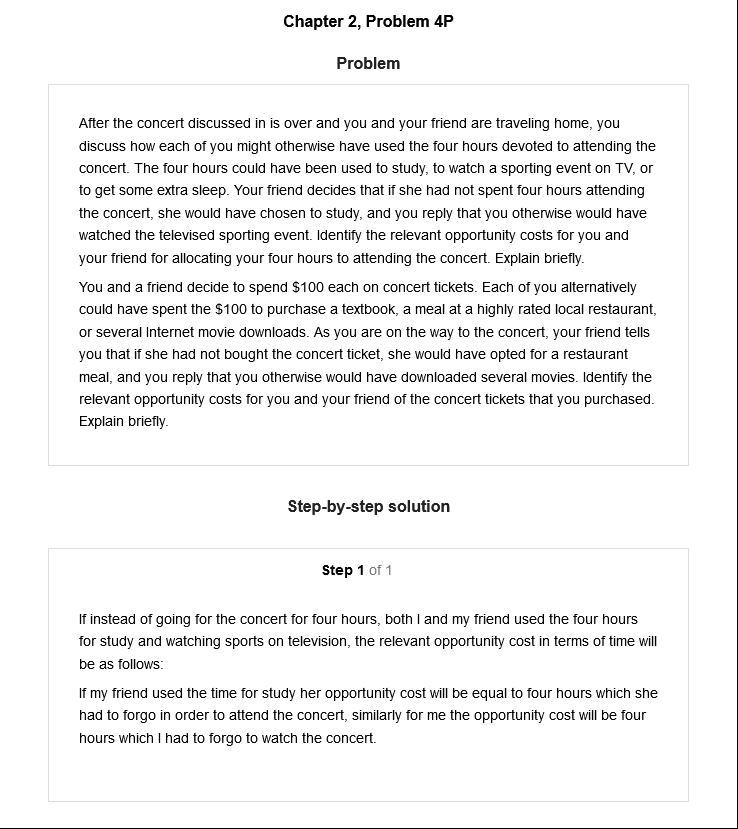 Chapter 2, Problem 4P
Problem
After the concert discussed in is over and you and your friend are traveling home, you
discuss how each of you might otherwise have used the four hours devoted to attending the
concert. The four hours could have been used to study, to watch a sporting event on TV, or
to get some extra sleep. Your friend decides that if she had not spent four hours attending
the concert, she would have chosen to study, and you reply that you otherwise would have
watched the televised sporting event. Identify the relevant opportunity costs for you and
your friend for allocating your four hours to attending the concert. Explain briefly.
You and a friend decide to spend $100 each on concert tickets. Each of you alternatively
could have spent the $100 to purchase a textbook, a meal at a highly rated local restaurant,
or several Internet movie downloads. As you are on the way to the concert, your friend tells
you that if she had not bought the concert ticket, she would have opted for a restaurant
meal, and you reply that you otherwise would have downloaded several movies. Identify the
relevant opportunity costs for you and your friend of the concert tickets that you purchased.
Explain briefly.
Step-by-step solution
Step 1 of 1
If instead of going for the concert for four hours, both I and my friend used the four hours
for study and watching sports on television, the relevant opportunity cost in terms of time will
be as follows:
If my friend used the time for study her opportunity cost will be equal to four hours which she
had to forgo in order to attend the concert, similarly for me the opportunity cost will be four
hours which I had to forgo to watch the concert.